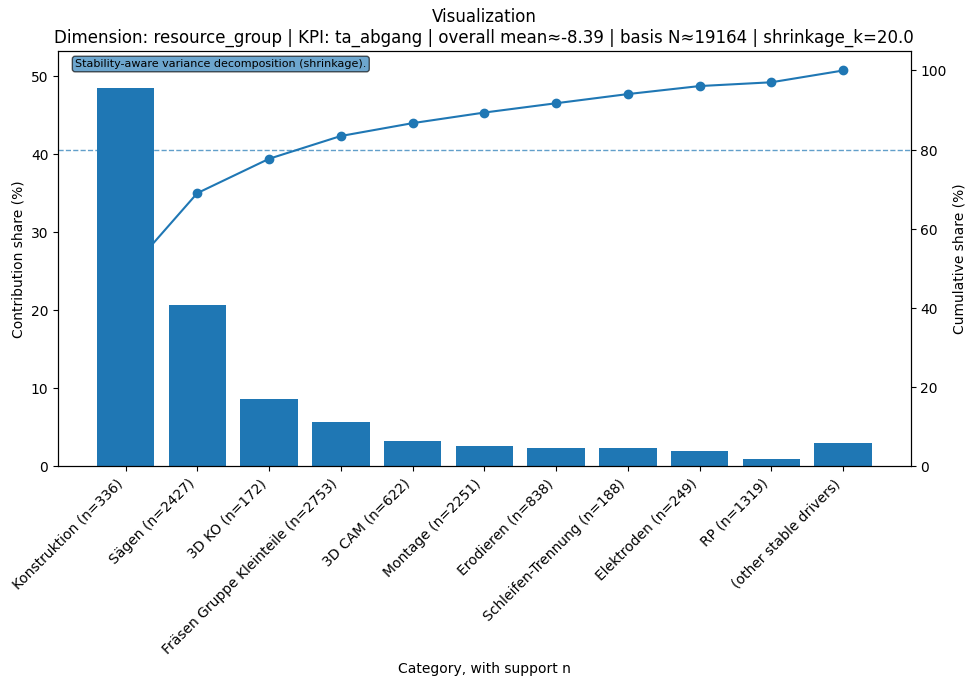 Visualization
Dimension: resource_group | KPI: ta_abgang | overall mean≈-8.39 | basis N≈19164 | shrinkage_k=20.0
Stability-aware variance decomposition (shrinkage).
Contribution share (%)
0
10
20
30
40
50
Cumulative share (%)
0
20
40
60
80
100
Konstruktion (n=336)
Sägen (n=2427)
3D KO (n=172)
Fräsen Gruppe Kleinteile (n=2753)
3D CAM (n=622)
Montage (n=2251)
Erodieren (n=838)
Schleifen-Trennung (n=188)
Elektroden (n=249)
RP (n=1319)
(other stable drivers)
Category, with support n